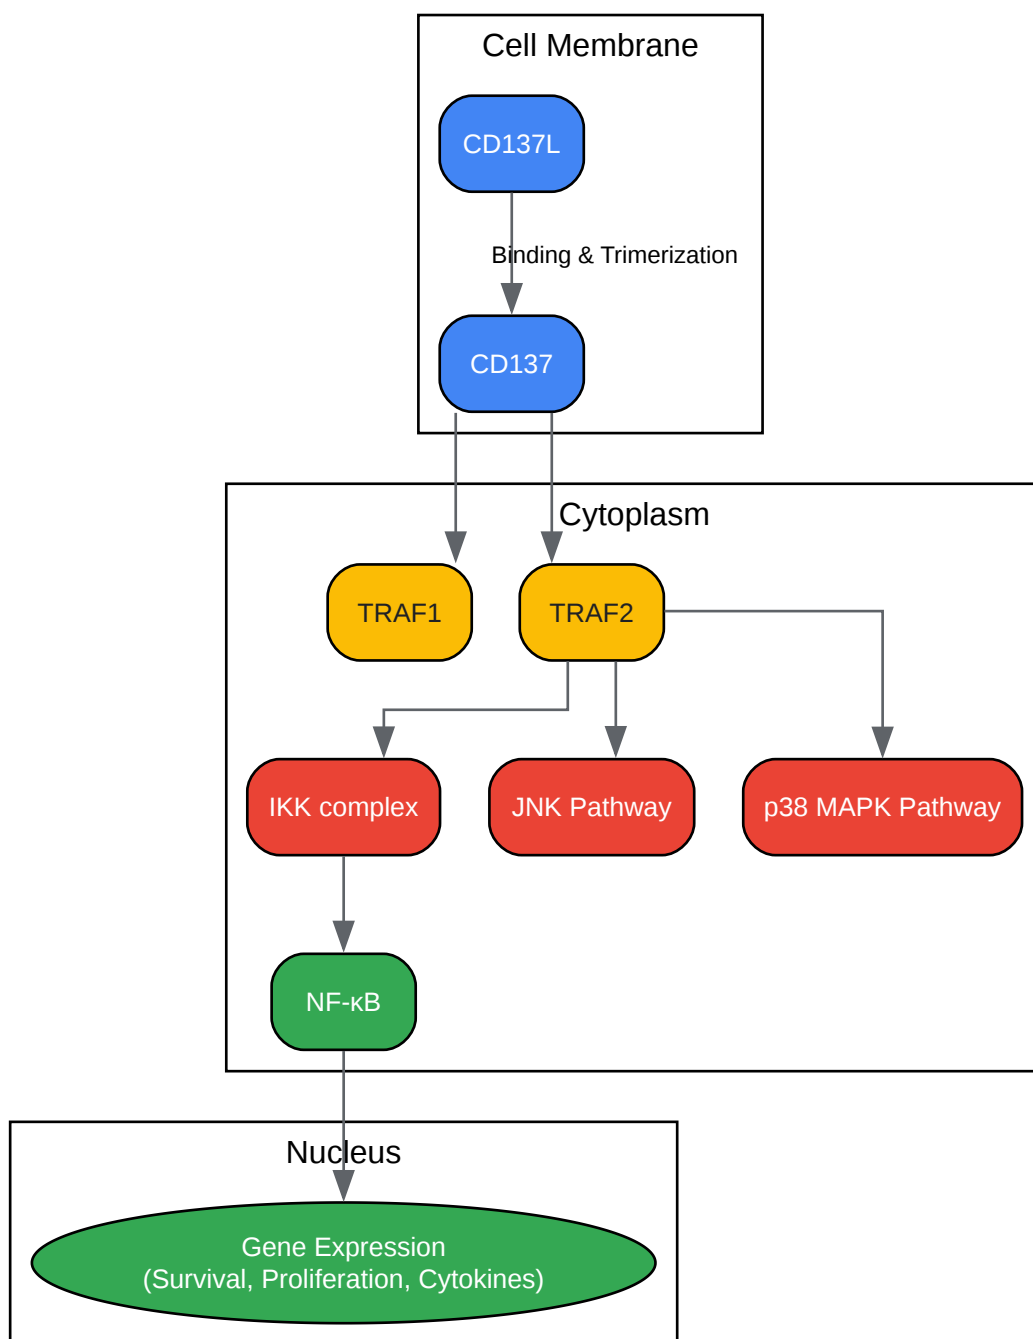 Cell Membrane
CD137L
Binding & Trimerization
CD137
Cytoplasm
TRAF1
TRAF2
IKK complex
JNK Pathway
p38 MAPK Pathway
NF-κB
Nucleus
Gene Expression
(Survival, Proliferation, Cytokines)